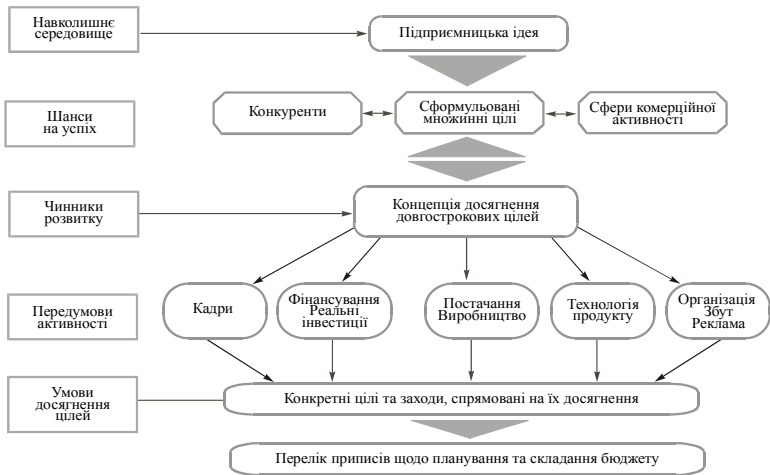 Навколишнє
середовище
Підприємницька ідея
Шанси
на успіх
Конкуренти
Сформульовані
множинні цілі
Сфери комерційної
активності
Чинники
розвитку
Концепція досягнення
довгострокових цілей
Передумови
активності
Кадри
Фінансування
Реальні
інвестиції
Постачання
Виробництво
Технологія
продукту
Організація
Збут
Реклама
Умови
досягнення
цілей
Конкретні цілі та заходи, спрямовані на їх досягнення
Перелік приписів щодо планування та складання бюджету